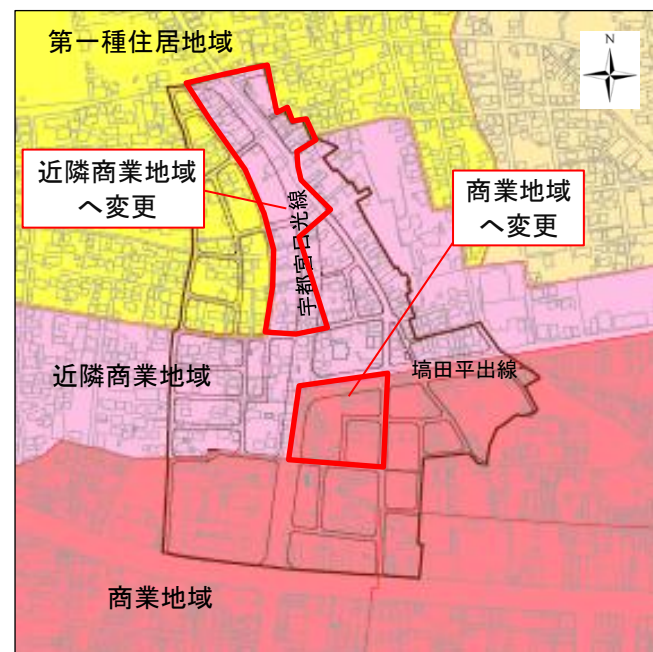 第一種住居地域
N
近隣商業地域
へ変更
商業地域
へ変更
宇都宮日光線
近隣商業地域
塙田平出線
商業地域